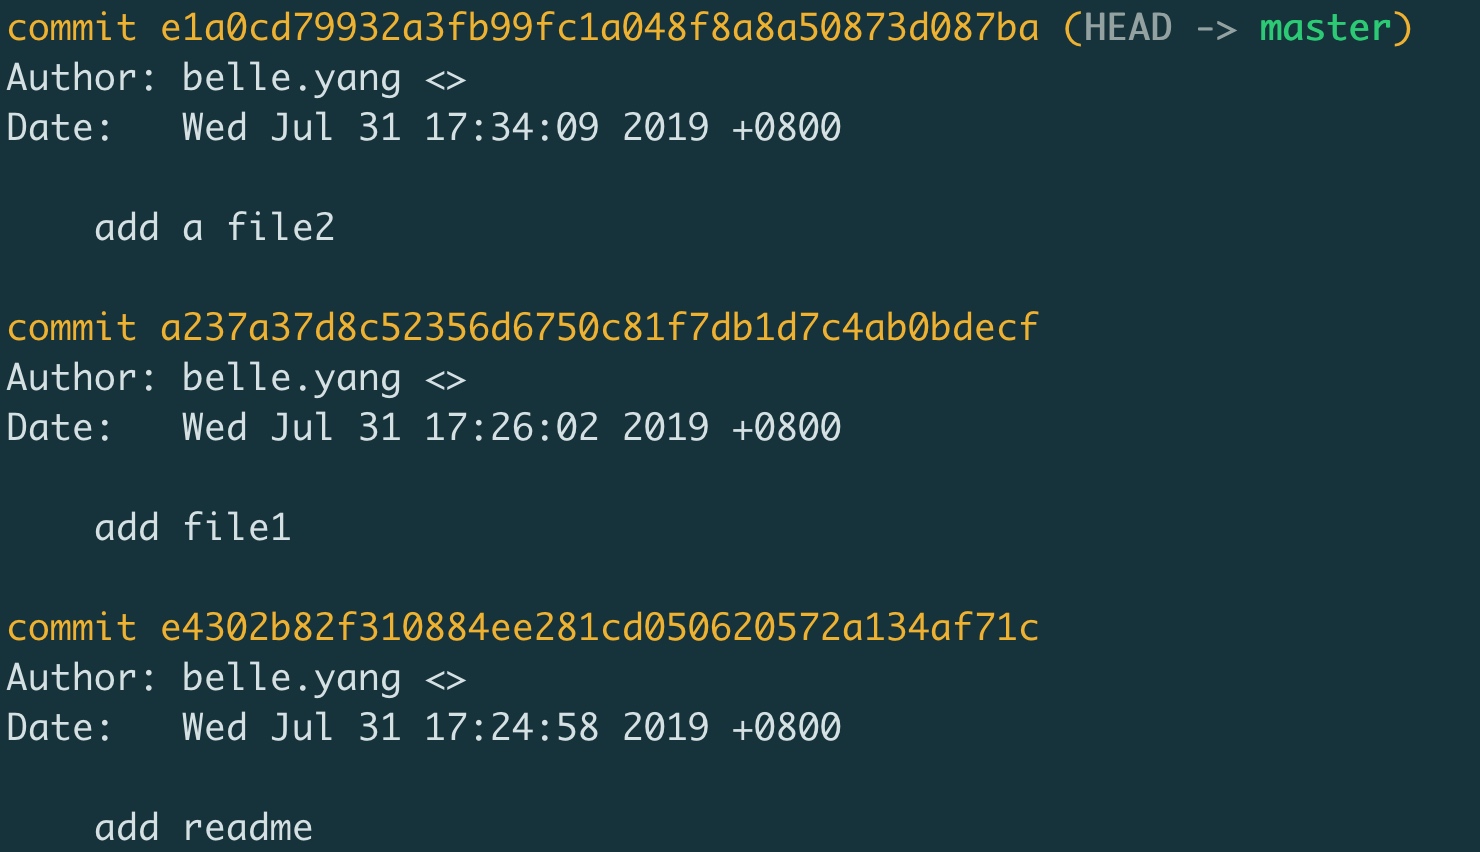 commit e1a0cd79932a3fb99fc1a048f8a8a50873d087ba (HEAD -> master)
Author: belle.yang <>
Date:   Wed Jul 31 17:34:09 2019 +0800
    add a file2
commit a237a37d8c52356d6750c81f7db1d7c4ab0bdecf
Author: belle.yang <>
Date:   Wed Jul 31 17:26:02 2019 +0800
    add file1
commit e4302b82f310884ee281cd050620572a134af71c
Author: belle.yang <>
Date:   Wed Jul 31 17:24:58 2019 +0800
    add readme